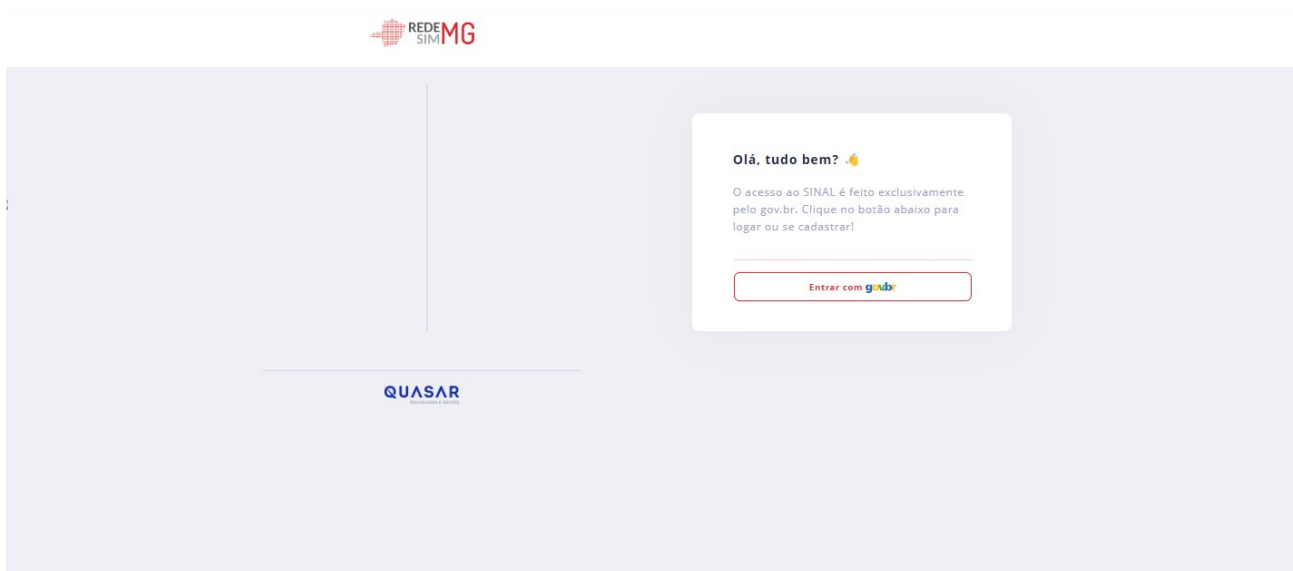 REDE
SIM MG
Olá, tudo bem? 👋
O acesso ao SINAL é feito exclusivamente
pelo gov.br. Clique no botão abaixo para
logar ou se cadastrar!
Entrar com gov.br
QUASAR